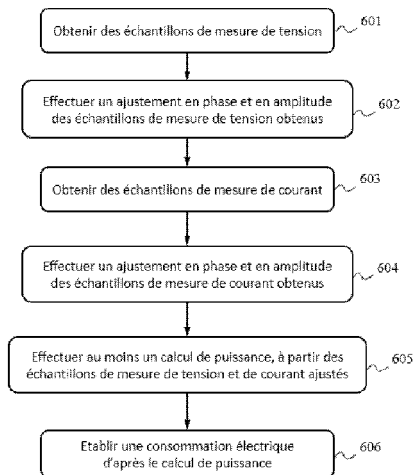 Obtenir des échantillons de mesure de tension
601
Effectuer un ajustement en phase et en amplitude
des échantillons de mesure de tension obtenus
602
Obtenir des échantillons de mesure de courant
603
Effectuer un ajustement en phase et en amplitude
des échantillons de mesure de courant obtenus
604
Effectuer au moins un calcul de puissance, à partir des
échantillons de mesure de tension et de courant ajustés
605
Etablir une consommation électrique
d'après le calcul de puissance
606